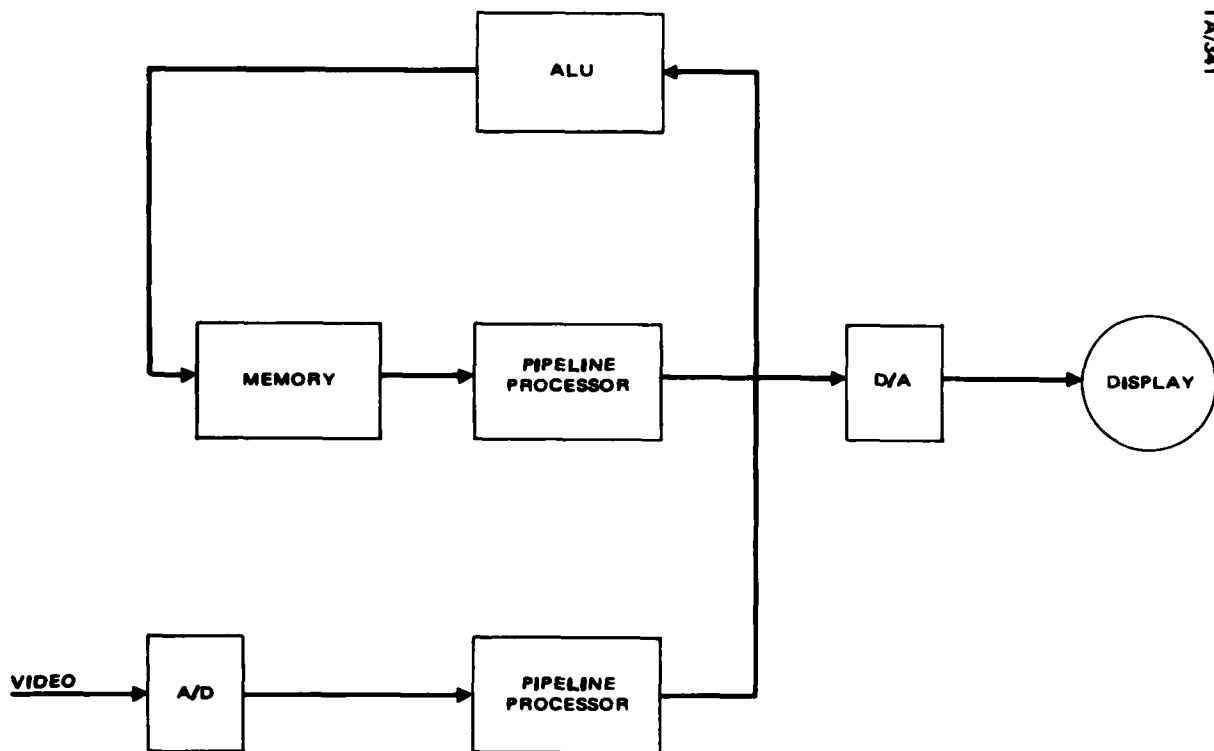 ALU
MEMORY
PIPELINE
PROCESSOR
D/A
DISPLAY
VIDEO
A/D
PIPELINE
PROCESSOR